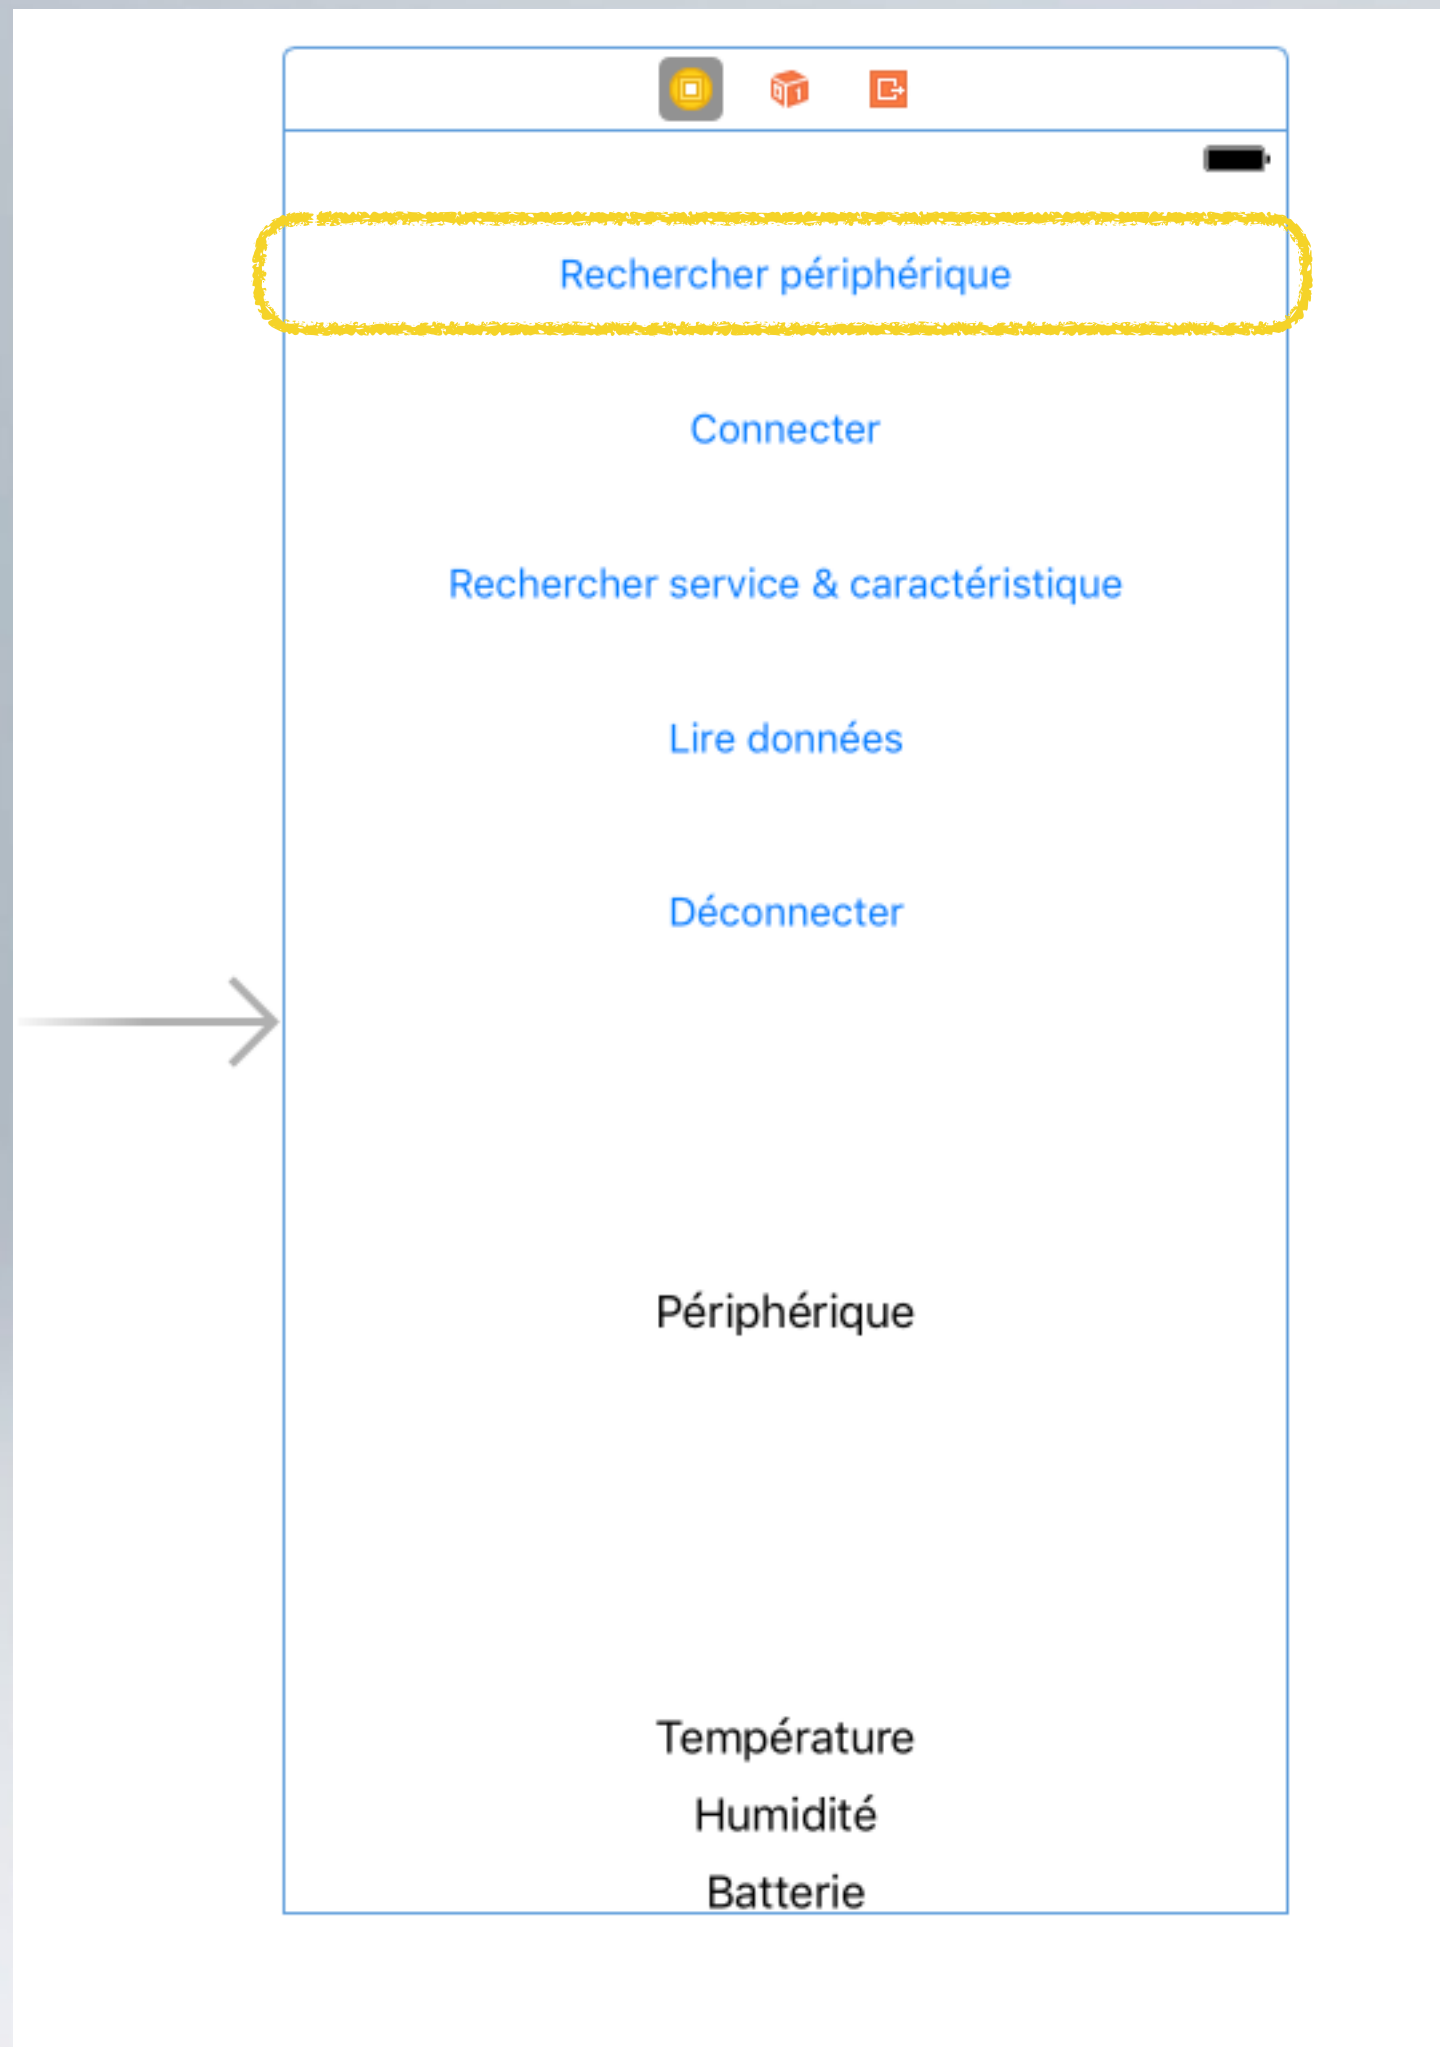 Rechercher périphérique
Connecter
Rechercher service & caractéristique
Lire données
Déconnecter
Périphérique
Température
Humidité
Batterie